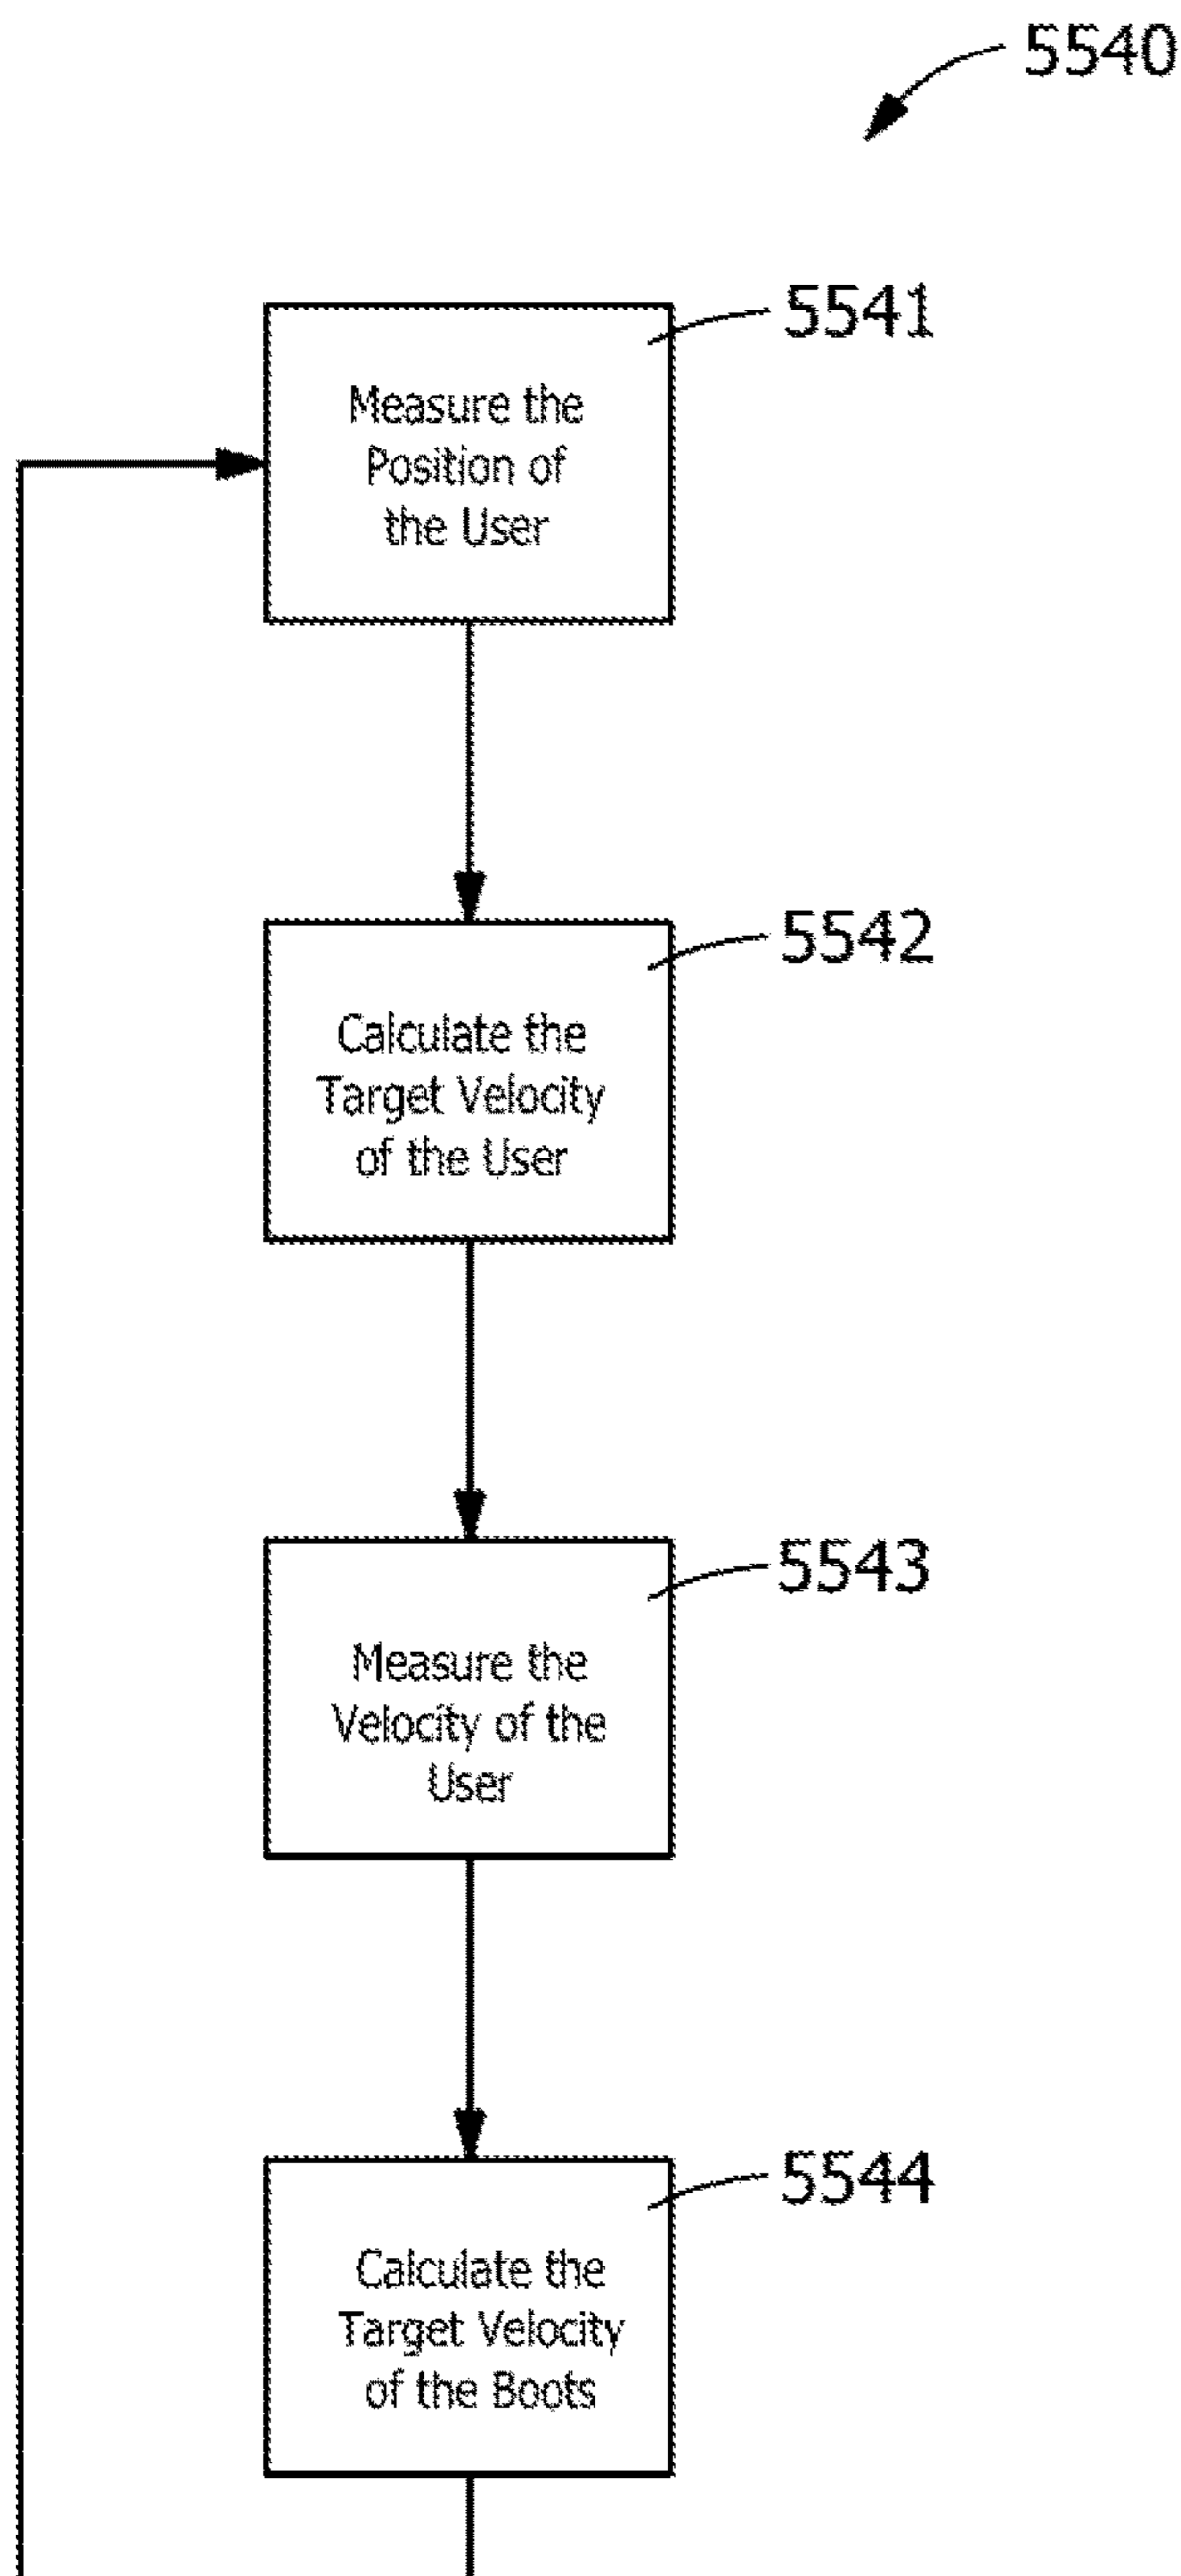 5540
5541
Measure the
Position of
the User
5542
Calculate the
Target Velocity
of the User
5543
Measure the
Velocity of the
User
5544
Calculate the
Target Velocity
of the Boots